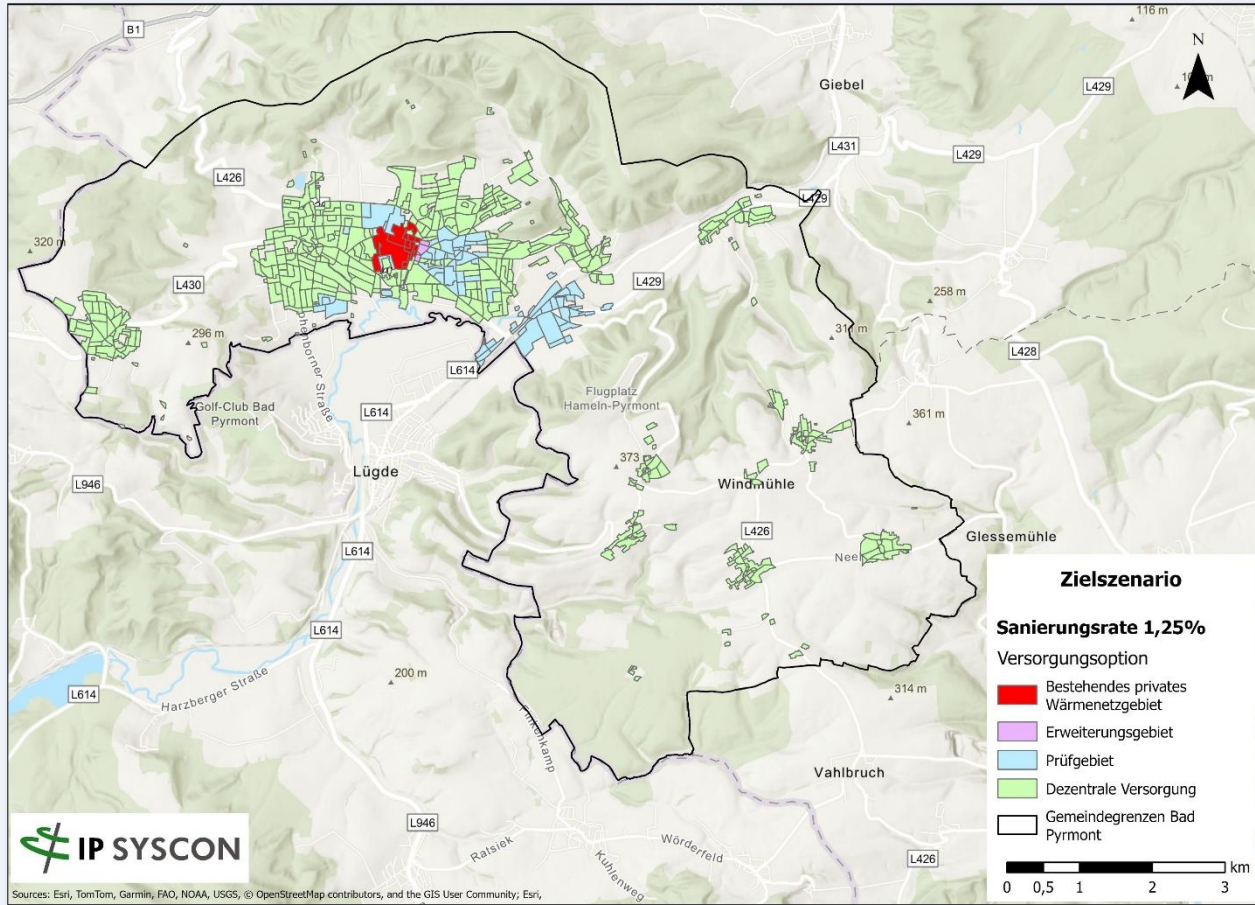 B1
116 m
N
Giebel
L429
L431
L429
L426
L429
320 m
L430
L429
258 m
296 m
L428
L614
Golf-Club Bad
Pyrmont
Flugplatz
Hameln-Pyrmont
361 m
L614
Lügde
373
Windmühle
L946
L426
Glessemühle
L614
L614
200 m
L614
Harzberger Straße
314 m
Vahlbruch
L946
Ratsiek
Wörderfeld
Kuhlenweg
L426
Zielszenario
Sanierungsrate 1,25%
Versorgungsoption
Bestehendes privates
Wärmenetzgebiet
Erweiterungsgebiet
Prüfgebiet
Dezentrale Versorgung
Gemeindegrenzen Bad
Pyrmont
km
0 0,5 1 2 3
IP SYSCON
Sources: Esri, TomTom, Garmin, FAO, NOAA, USGS, © OpenStreetMap contributors, and the GIS User Community; Esri,